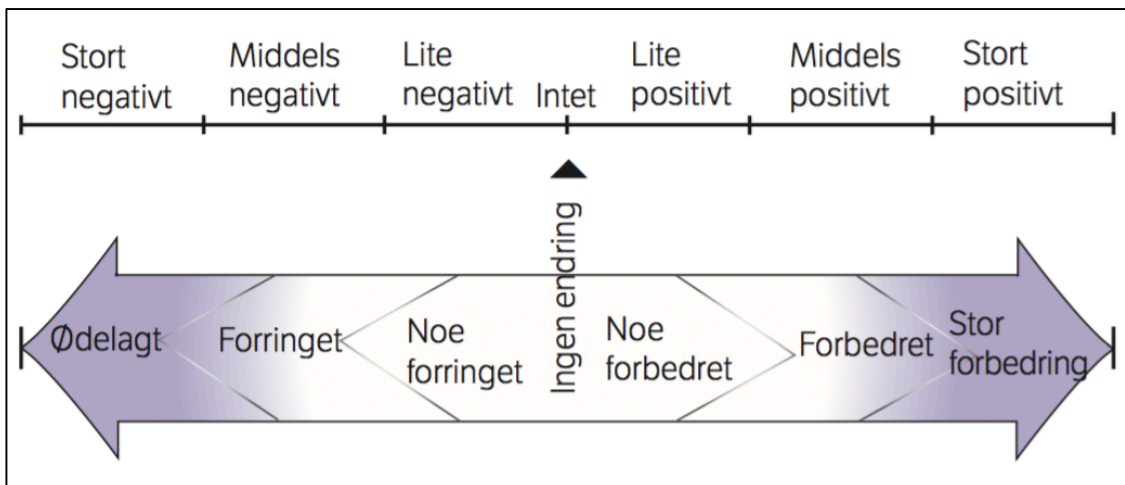 Stort
negativt
Middels
negativt
Lite
negativt
Intet
Lite
positivt
Middels
positivt
Stort
positivt
Ingen endring
Ødelagt
Forringet
Noe
forringet
Noe
forbedret
Forbedret
Stor
forbedring